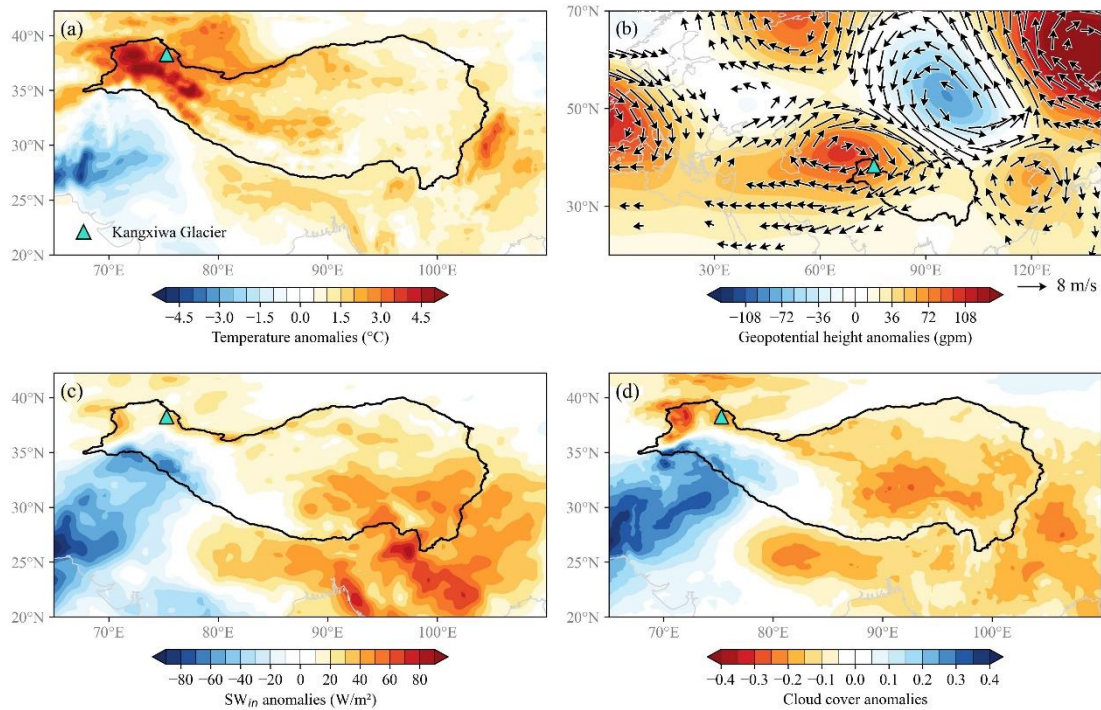 (a)
40°N
35°N
30°N
25°N
20°N
Kangxiwa Glacier
70°E 80°E 90°E 100°E
−4.5 −3.0 −1.5 0.0 1.5 3.0 4.5
Temperature anomalies (°C)
(b)
70°N
50°N
30°N
30°E 60°E 90°E 120°E
8 m/s
−108 −72 −36 0 36 72 108
Geopotential height anomalies (gpm)
(c)
40°N
35°N
30°N
25°N
20°N
70°E 80°E 90°E 100°E
−80 −60 −40 −20 0 20 40 60 80
SWin anomalies (W/m²)
(d)
40°N
35°N
30°N
25°N
20°N
70°E 80°E 90°E 100°E
−0.4 −0.3 −0.2 −0.1 0.0 0.1 0.2 0.3 0.4
Cloud cover anomalies